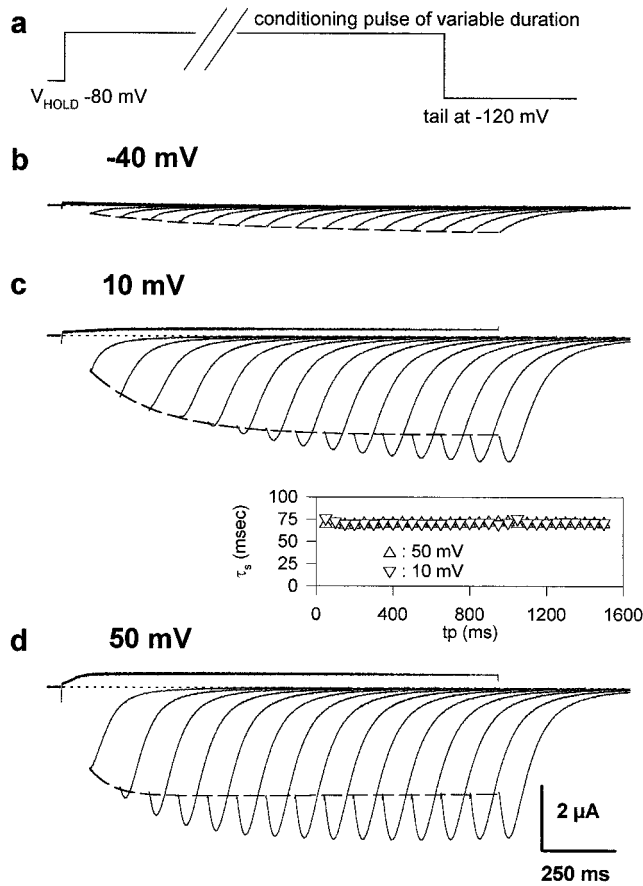 a
conditioning pulse of variable duration
V_HOLD -80 mV
tail at -120 mV
b -40 mV
c 10 mV
100
75
50
25
0
τs (msec)
△ : 50 mV
▽ : 10 mV
0 400 800 1200 1600
tp (ms)
d 50 mV
2 µA
250 ms